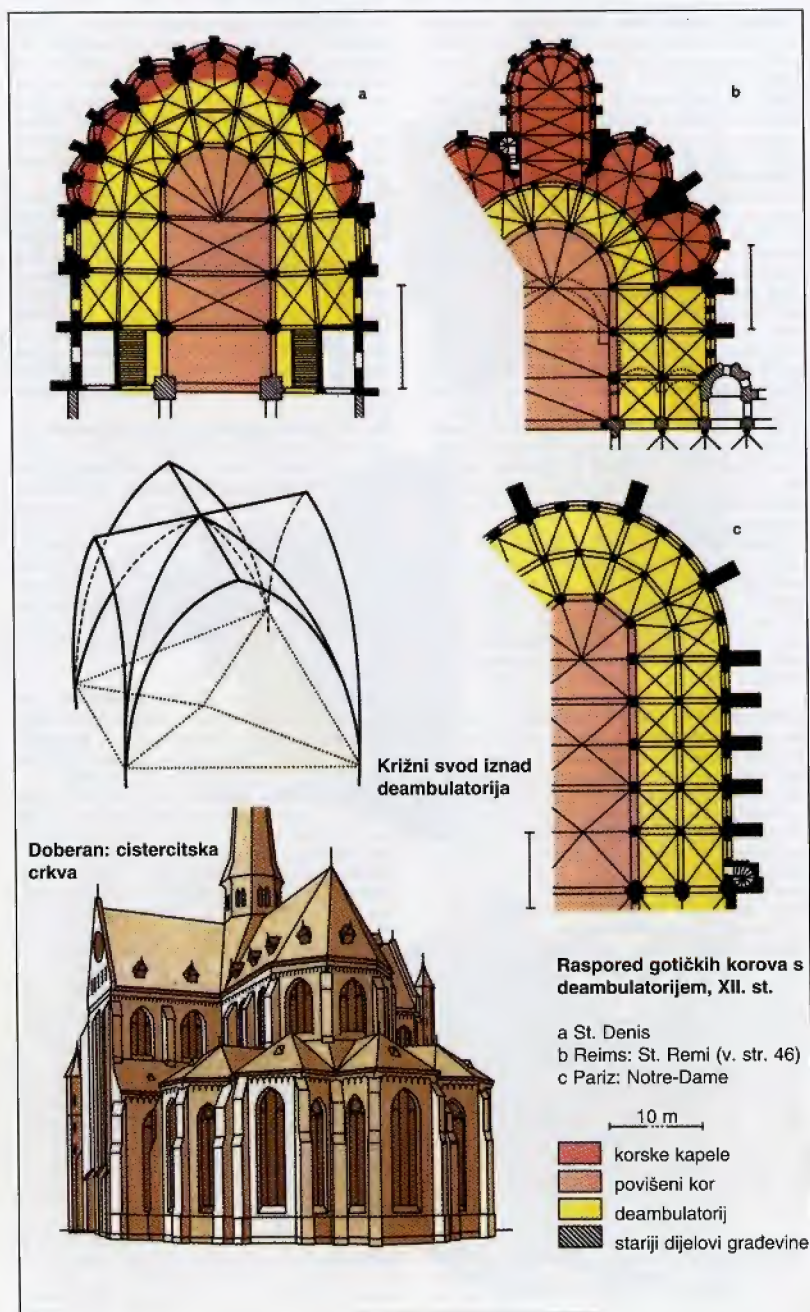 a
b
c
Križni svod iznad
deambulatorija
Doberan: cistercitska
crkva
Raspored gotičkih korova s
deambulatorijem, XII. st.
a St. Denis
b Reims: St. Remi (v. str. 46)
c Pariz: Notre-Dame
10 m
korske kapele
povišeni kor
deambulatorij
stariji dijelovi građevine